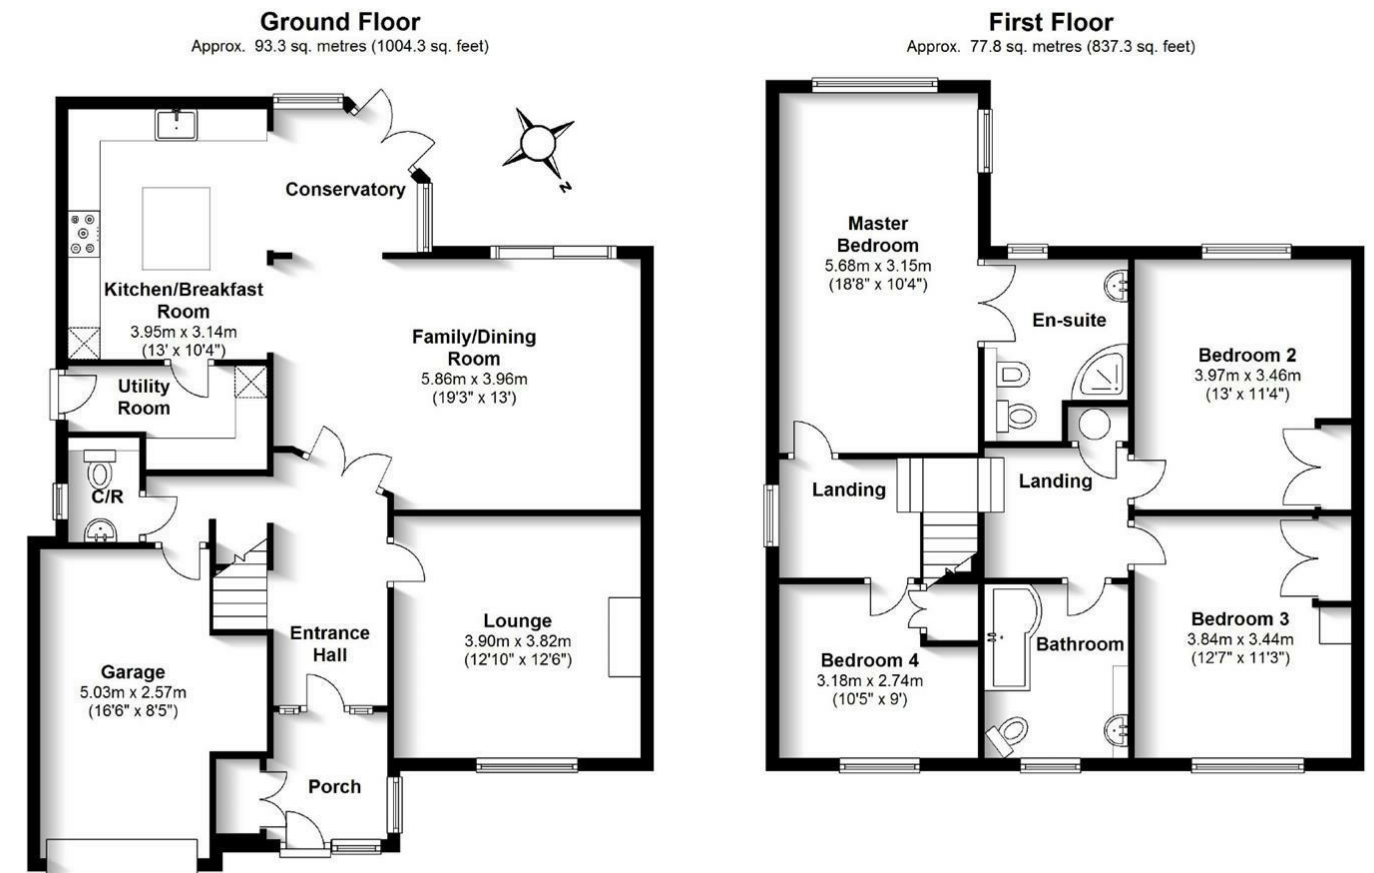 Ground Floor
Approx. 93.3 sq. metres (1004.3 sq. feet)
Conservatory
Kitchen/Breakfast
Room
3.95m x 3.14m
(13' x 10'4")
Family/Dining
Room
5.86m x 3.96m
(19'3" x 13')
Utility
Room
C/R
Lounge
3.90m x 3.82m
(12'10" x 12'6")
Entrance
Hall
Garage
5.03m x 2.57m
(16'6" x 8'5")
Porch
N
First Floor
Approx. 77.8 sq. metres (837.3 sq. feet)
Master
Bedroom
5.68m x 3.15m
(18'8" x 10'4")
En-suite
Bedroom 2
3.97m x 3.46m
(13' x 11'4")
Landing
Landing
Bedroom 3
3.84m x 3.44m
(12'7" x 11'3")
Bathroom
Bedroom 4
3.18m x 2.74m
(10'5" x 9')